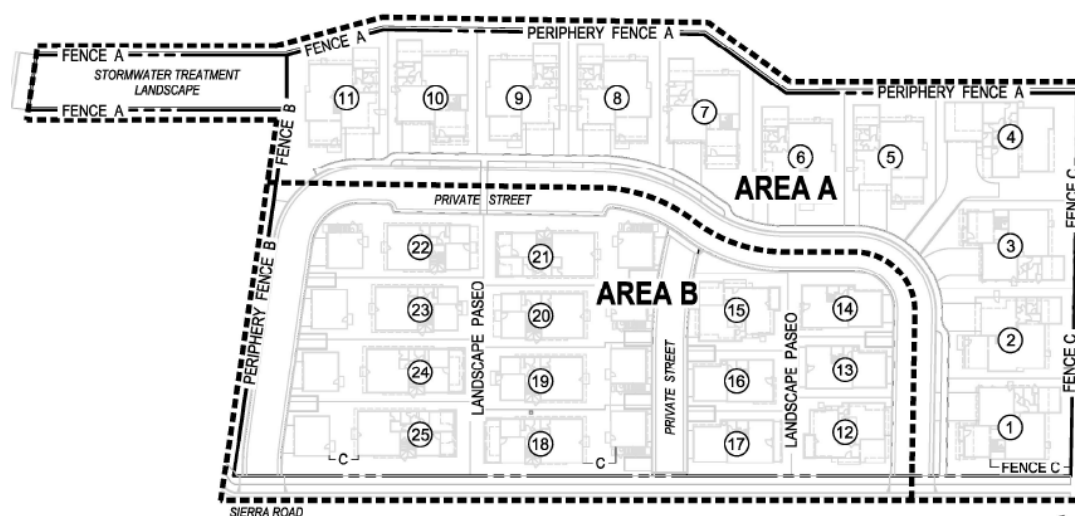 FENCE A
STORMWATER TREATMENT
LANDSCAPE
FENCE A
FENCE A
PERIPHERY FENCE A
PERIPHERY FENCE A
FENCE B
11
10
9
8
7
6
5
4
AREA A
FENCE C
PRIVATE STREET
PERIPHERY FENCE B
22
21
3
AREA B
23
20
15
14
2
LANDSCAPE PASEO
LANDSCAPE PASEO
24
19
16
13
PRIVATE STREET
FENCE C
25
18
17
12
1
C
C
FENCE C
SIERRA ROAD